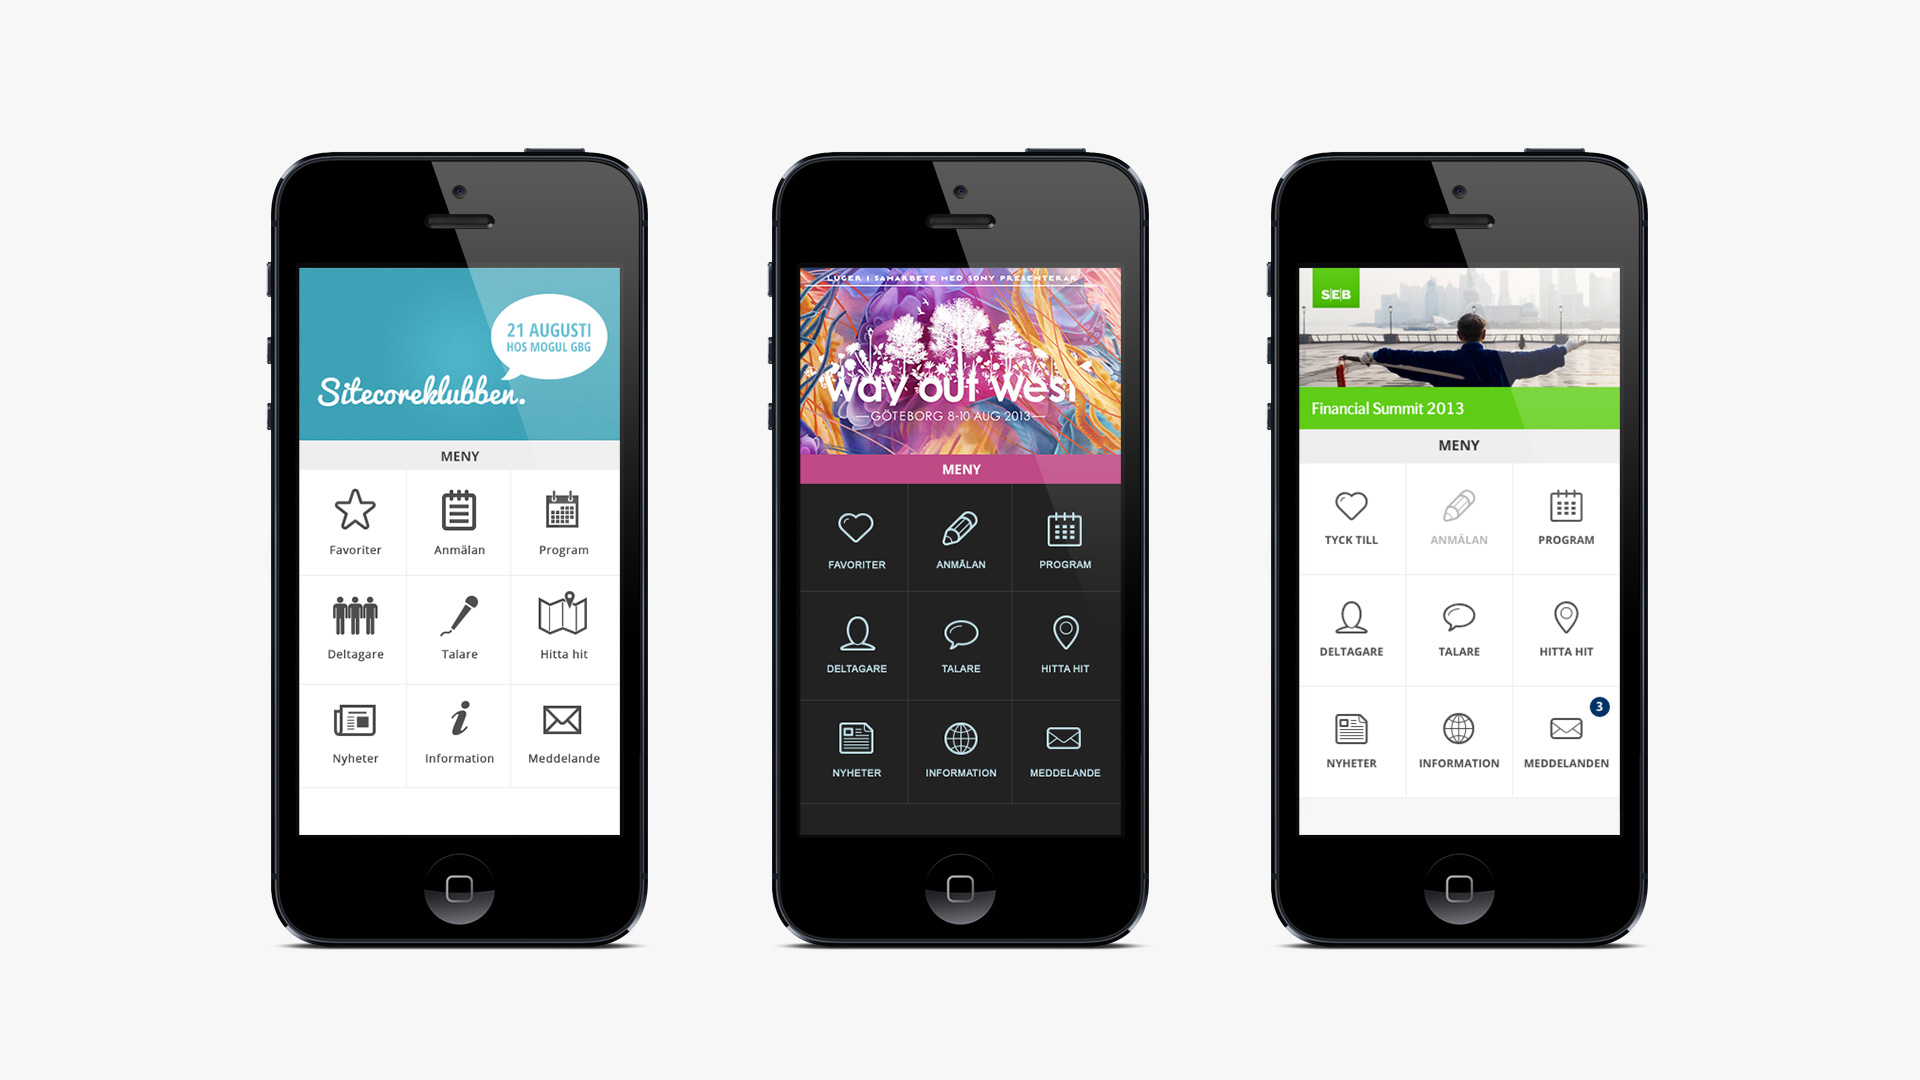 21 AUGUSTI
HOS MOGUL GBG
Sitecoreklubben.
MENY
Favoriter
Anmälan
Program
Deltagare
Talare
Hitta hit
Nyheter
Information
Meddelande
LUGER I SAMARBETE MED SONY PRESENTERAR
way out west
—GÖTEBORG 8-10 AUG 2013—
MENY
FAVORITER
ANMÄLAN
PROGRAM
DELTAGARE
TALARE
HITTA HIT
NYHETER
INFORMATION
MEDDELANDE
SEB
Financial Summit 2013
MENY
TYCK TILL
ANMÄLAN
PROGRAM
DELTAGARE
TALARE
HITTA HIT
3
NYHETER
INFORMATION
MEDDELANDEN